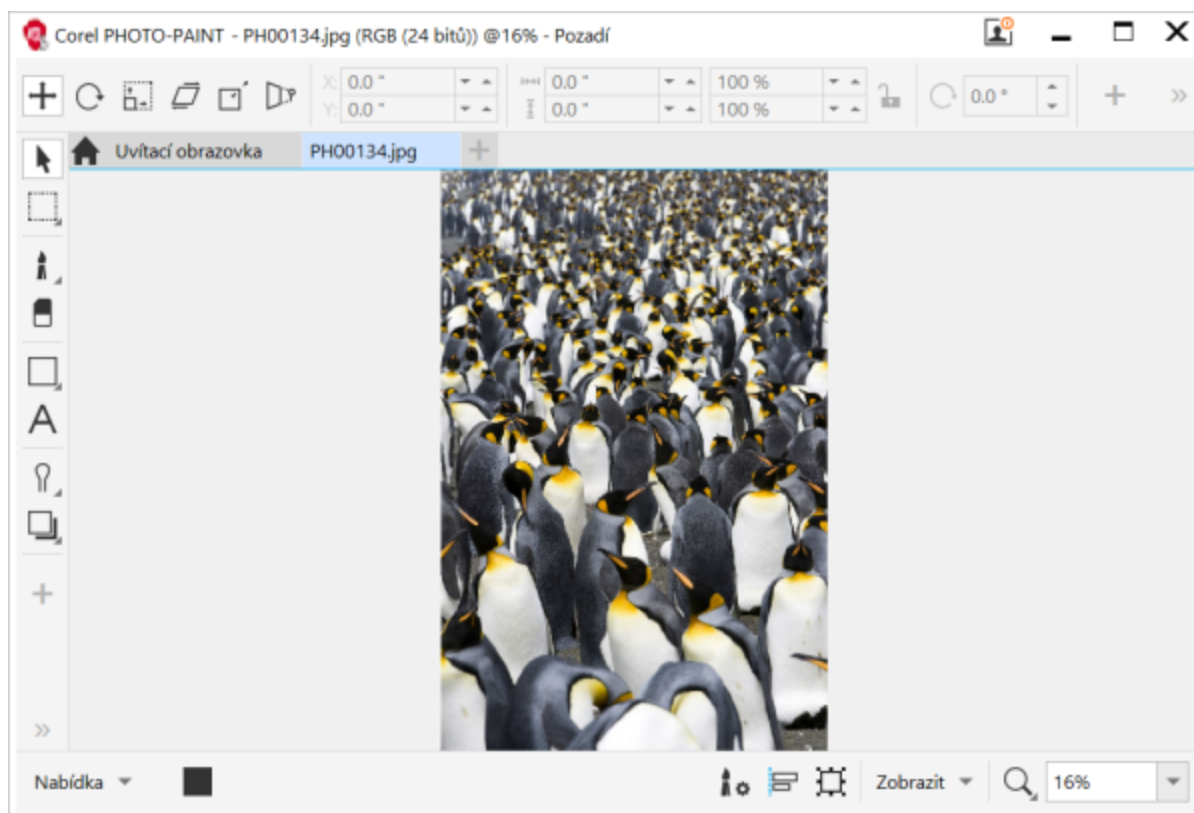 Corel PHOTO-PAINT - PH00134.jpg (RGB (24 bitů)) @16% - Pozadí
X: 0.0 " 0.0 " 100 % 0.0 °
Y: 0.0 " 0.0 " 100 %
Uvítací obrazovka PH00134.jpg
A
Nabídka Zobrazit 16%